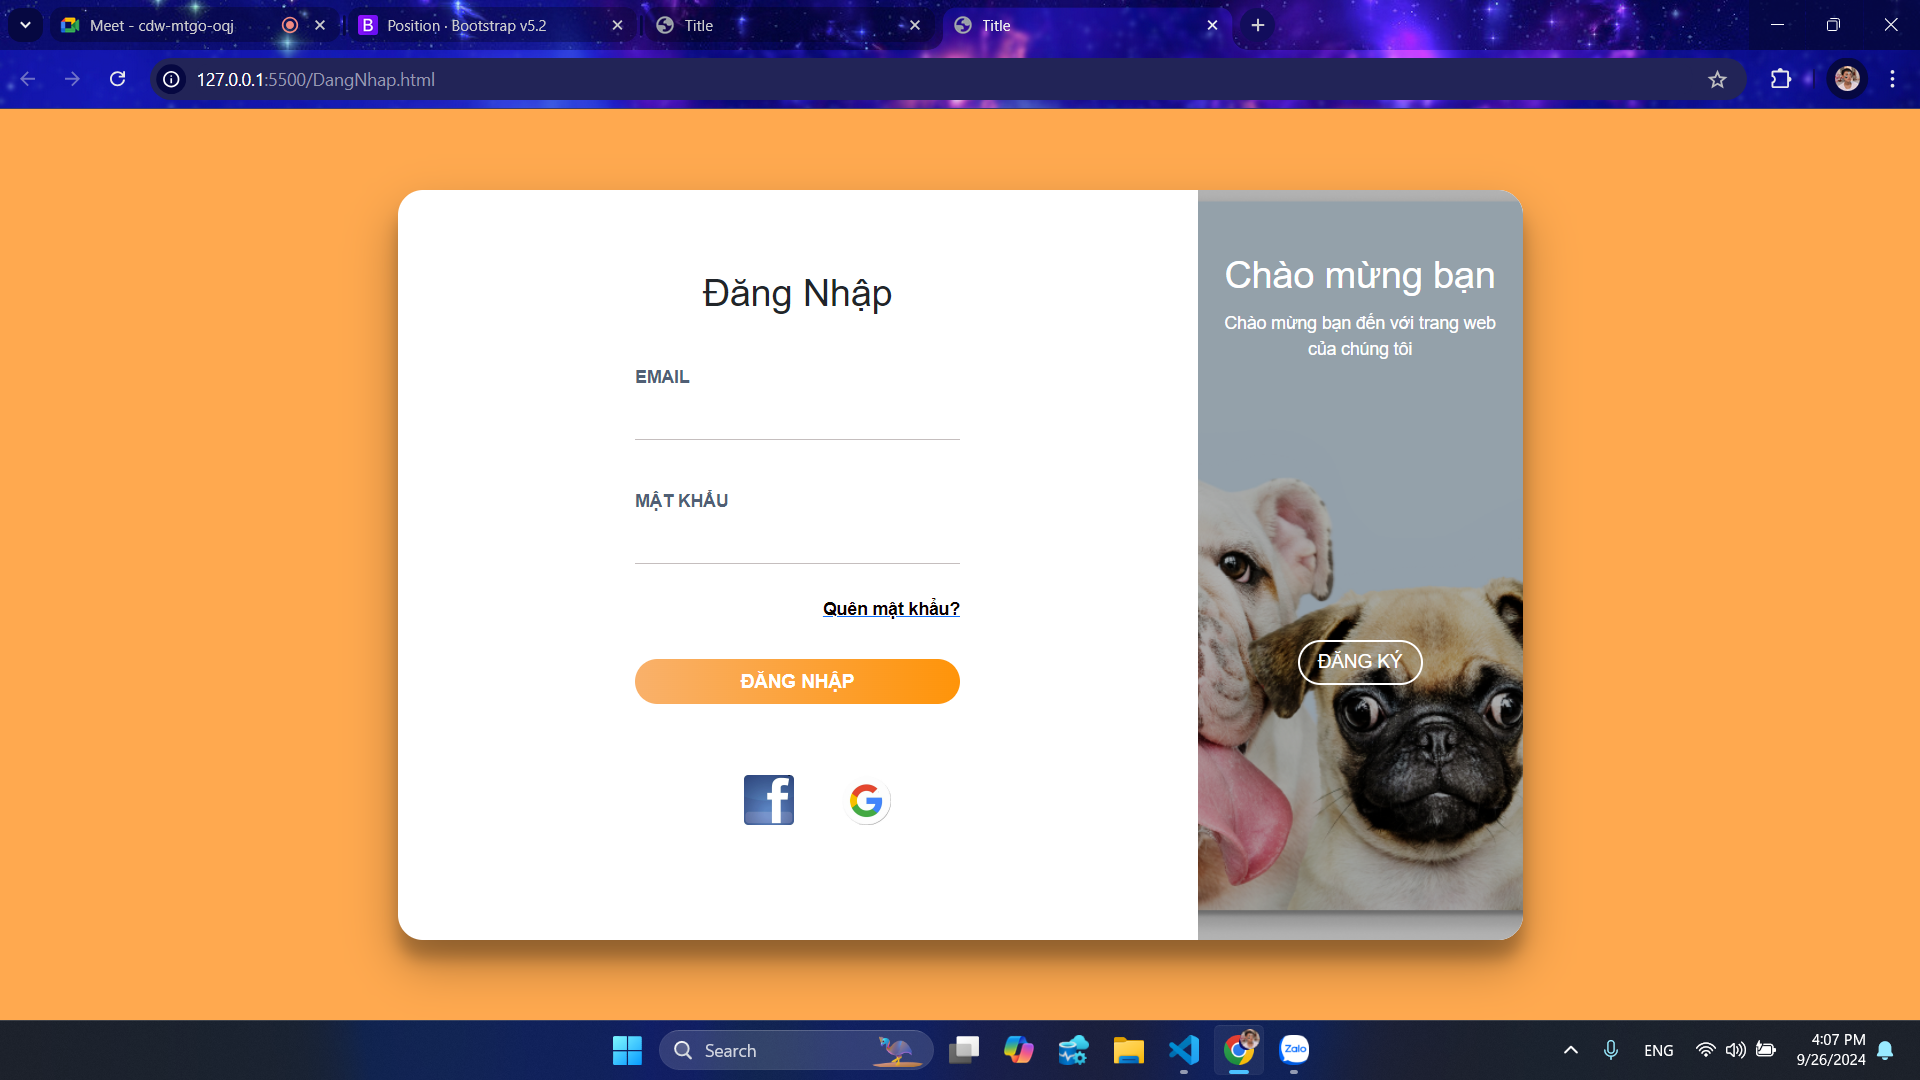 Meet - cdw-mtgo-oqj
Position · Bootstrap v5.2
Title
Title
127.0.0.1:5500/DangNhap.html
Đăng Nhập
EMAIL
MẬT KHẨU
Quên mật khẩu?
ĐĂNG NHẬP
Chào mừng bạn
Chào mừng bạn đến với trang web
của chúng tôi
ĐĂNG KÝ
Search
Zalo
ENG
4:07 PM
9/26/2024